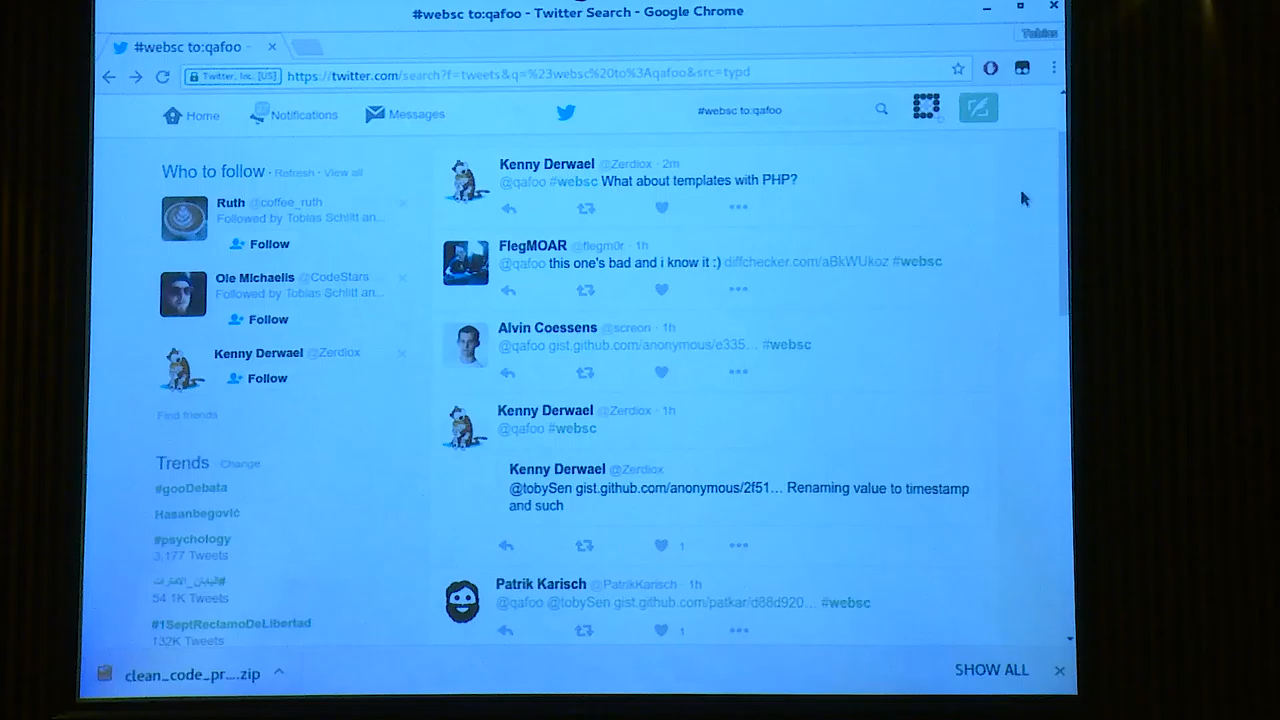 #websc to:qafoo - Twitter Search - Google Chrome
#websc to:qafoo -
Tobias
Twitter, Inc. [US] https://twitter.com/search?f=tweets&q=%23websc%20to%3Aqafoo&src=typd
Home Notifications Messages #websc to:qafoo
Who to follow · Refresh · View all
Ruth @coffee_ruth
Followed by Tobias Schlitt an...
Follow
Ole Michaelis @CodeStars
Followed by Tobias Schlitt an...
Follow
Kenny Derwael @Zerdiox
Follow
Find friends
Trends · Change
#gooDebata
Hasanbegović
#psychology
3,177 Tweets
54.1K Tweets
#1SeptReclamoDeLibertad
132K Tweets
Kenny Derwael @Zerdiox · 2m
@qafoo #websc What about templates with PHP?
FlegMOAR @flegm0r · 1h
@qafoo this one's bad and i know it :) diffchecker.com/aBkWUkoz #websc
Alvin Coessens @screon · 1h
@qafoo gist.github.com/anonymous/e335… #websc
Kenny Derwael @Zerdiox · 1h
@qafoo #websc
Kenny Derwael @Zerdiox
@tobySen gist.github.com/anonymous/2f51… Renaming value to timestamp
and such
1
Patrik Karisch @PatrikKarisch · 1h
@qafoo @tobySen gist.github.com/patkar/d88d920… #websc
1
clean_code_pr....zip
SHOW ALL